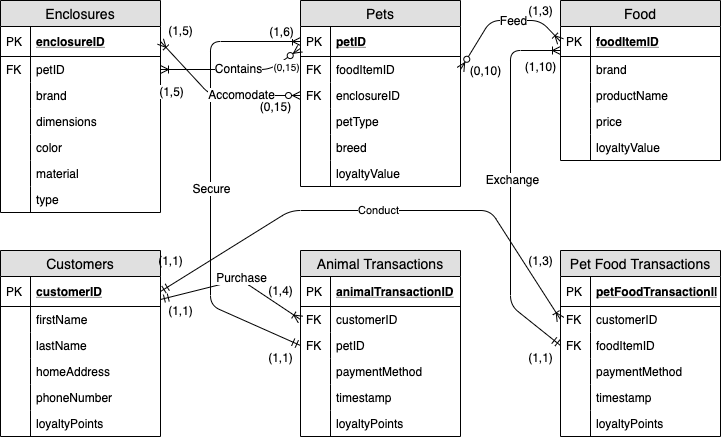 Enclosures
PK enclosureID
FK petID
brand
dimensions
color
material
type
(1,5)
(1,5)
Contains
Accomodate
(0,15)
(0,15)
(1,6)
Pets
PK petID
FK foodItemID
FK enclosureID
petType
breed
loyaltyValue
Feed
(1,3)
(0,10)
(1,10)
Food
PK foodItemID
brand
productName
price
loyaltyValue
Secure
Exchange
Conduct
Customers
PK customerID
firstName
lastName
homeAddress
phoneNumber
loyaltyPoints
(1,1)
Purchase
(1,1)
(1,4)
(1,1)
Animal Transactions
PK animalTransactionID
FK customerID
FK petID
paymentMethod
timestamp
loyaltyPoints
(1,3)
(1,1)
Pet Food Transactions
PK
FK customerID
FK foodItemID
paymentMethod
timestamp
loyaltyPoints